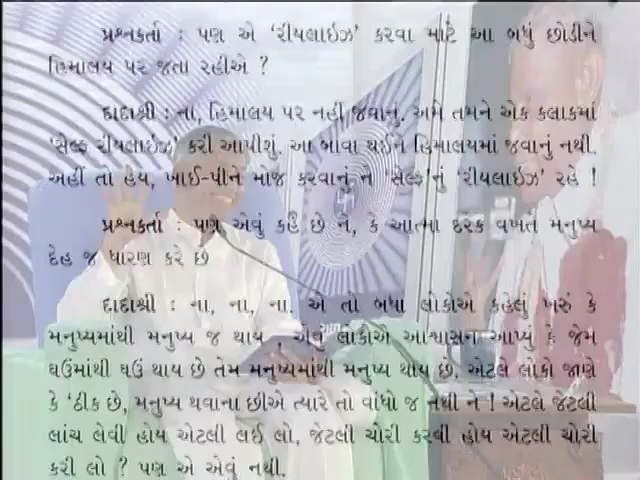 પ્રશ્નકર્તા : પણ એ ‘રીયલાઇઝ’ કરવા માટે આ બધું છોડીને
હિમાલય પર જતા રહીએ ?
દાદાશ્રી : ના, હિમાલય પર નહીં જવાનું. અમે તમને એક કલાકમાં
‘સેલ્ફ રીયલાઇઝ’ કરી આપીશું. આ બાવા થઈને હિમાલયમાં જવાનું નથી.
અહીં તો હેય, ખાઈ-પીને માજ કરવાનું ને ‘સેલ્ફ’નું ‘રીયલાઇઝ’ રહે !
પ્રશ્નકર્તા : પણ એવું કહે છે ને, કે આત્મા દરેક વખતે મનુષ્ય
દેહ જ ધારણ કરે છે
દાદાશ્રી : ના, ના, ના. એ તો બધા લોકોએ કહેલું ખરું કે
મનુષ્યમાંથી મનુષ્ય જ થાય , એવું લોકોએ આશ્વાસન આપ્યું કે જેમ
ઘઉંમાંથી ઘઉં થાય છે તેમ મનુષ્યમાંથી મનુષ્ય થાય છે. એટલે લોકો જાણે
કે ‘ઠીક છે, મનુષ્ય થવાના છીએ ત્યારે તો વાંધો જ નથી ને ! એટલે જેટલી
લાંચ લેવી હોય એટલી લઈ લો, જેટલી ચોરી કરવી હોય એટલી ચોરી
કરી લો ? પણ એ એવું નથી.